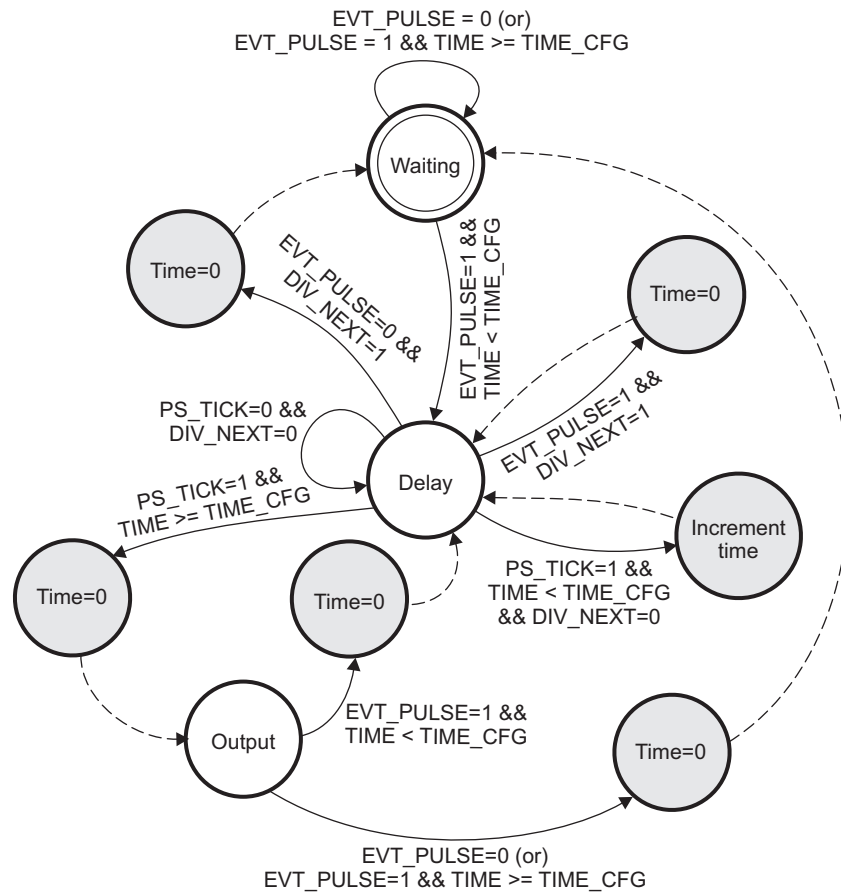 EVT_PULSE = 0 (or)
EVT_PULSE = 1 && TIME >= TIME_CFG
Waiting
Time=0
EVT_PULSE=0 &&
DIV_NEXT=1
EVT_PULSE=1 &&
TIME < TIME_CFG
Time=0
EVT_PULSE=1 &&
DIV_NEXT=1
PS_TICK=0 &&
DIV_NEXT=0
Delay
PS_TICK=1 &&
TIME >= TIME_CFG
Increment
time
Time=0
Time=0
PS_TICK=1 &&
TIME < TIME_CFG
&& DIV_NEXT=0
Output
EVT_PULSE=1 &&
TIME < TIME_CFG
Time=0
EVT_PULSE=0 (or)
EVT_PULSE=1 && TIME >= TIME_CFG